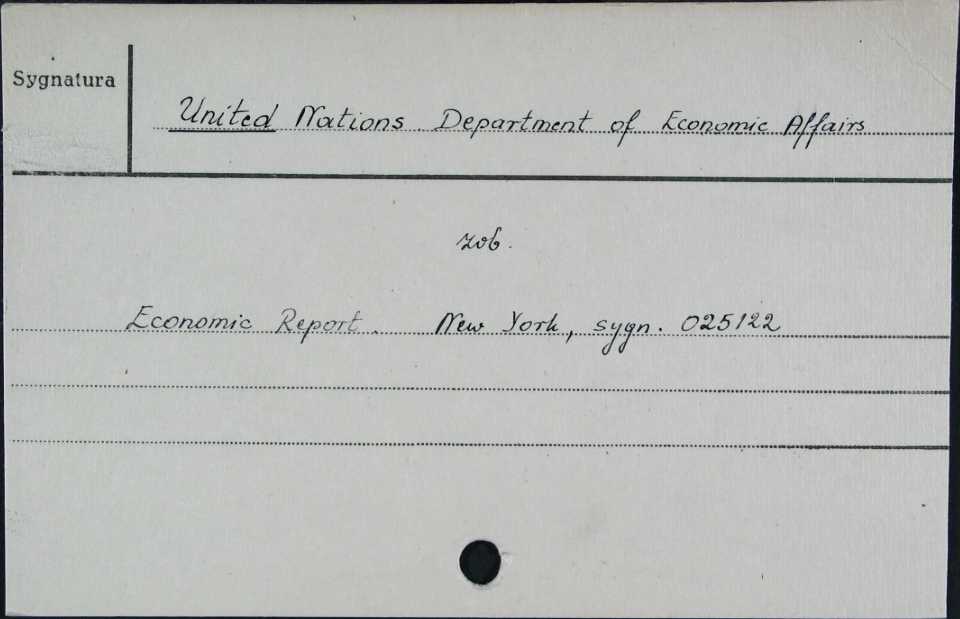 Sygnatura
United Nations Department of Economic Affairs
zob.
Economic Report. New York, sygn. 025122